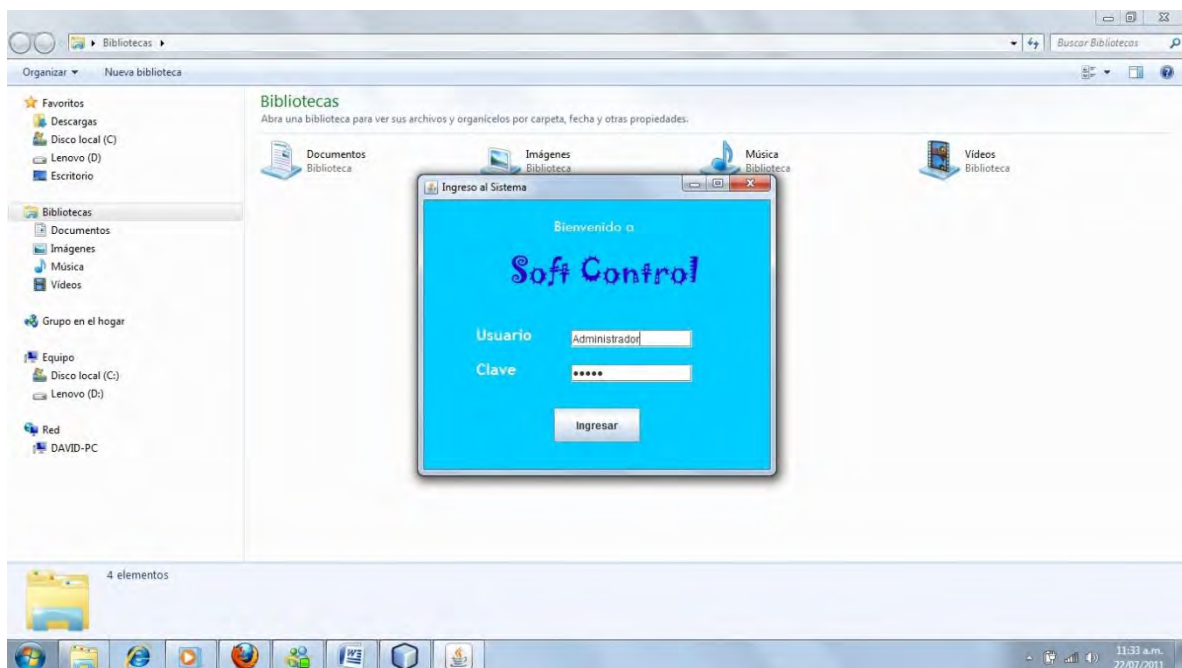 Bibliotecas
Buscar Bibliotecas
Organizar
Nueva biblioteca
Favoritos
Descargas
Disco local (C)
Lenovo (D)
Escritorio
Bibliotecas
Documentos
Imágenes
Música
Vídeos
Grupo en el hogar
Equipo
Disco local (C:)
Lenovo (D:)
Red
DAVID-PC
Bibliotecas
Abra una biblioteca para ver sus archivos y organícelos por carpeta, fecha y otras propiedades.
Documentos
Biblioteca
Imágenes
Biblioteca
Música
Biblioteca
Vídeos
Biblioteca
Ingreso al Sistema
Bienvenido a
Soft Control
Usuario
Administrador
Clave
•••••
Ingresar
4 elementos
11:33 a.m.
22/07/2011